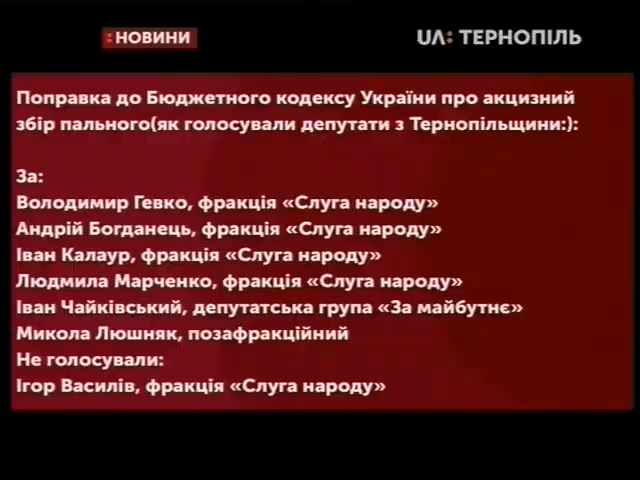 :НОВИНИ
UA: ТЕРНОПІЛЬ
Поправка до Бюджетного кодексу України про акцизний
збір пального(як голосували депутати з Тернопільщини:):
За:
Володимир Гевко, фракція «Слуга народу»
Андрій Богданець, фракція «Слуга народу»
Іван Калаур, фракція «Слуга народу»
Людмила Марченко, фракція «Слуга народу»
Іван Чайківський, депутатська група «За майбутнє»
Микола Люшняк, позафракційний
Не голосували:
Ігор Василів, фракція «Слуга народу»